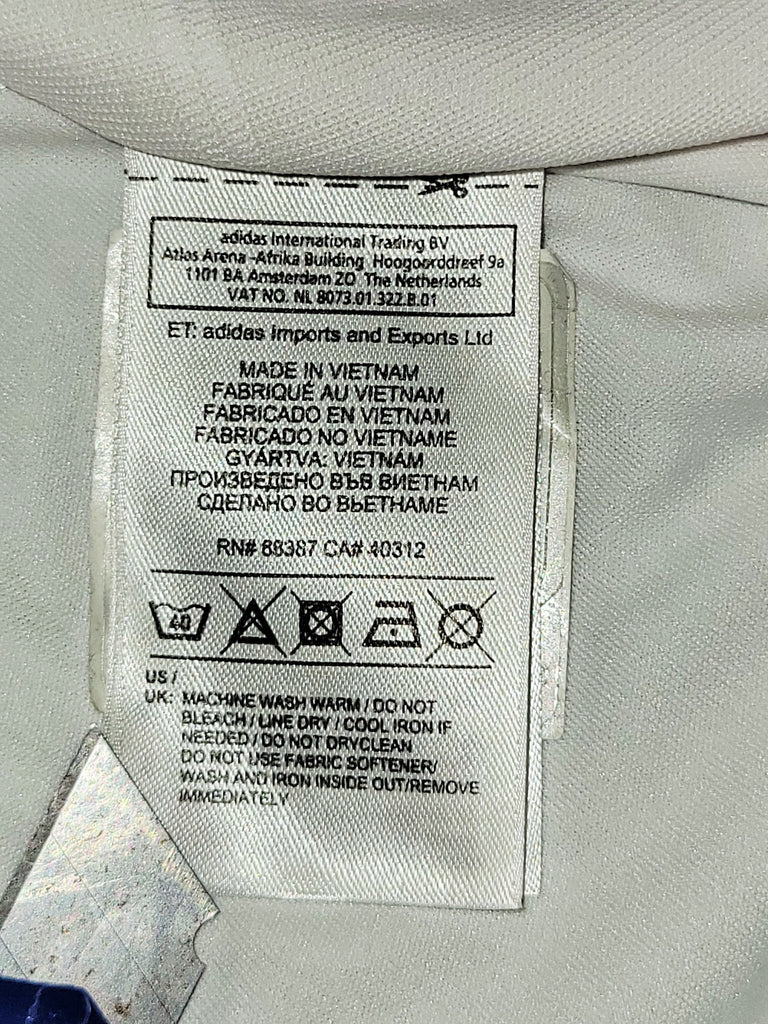 adidas International Trading BV
Atlas Arena -Afrika Building Hoogoorddreef 9a
1101 BA Amsterdam ZO The Netherlands
VAT NO. NL 8073.01.322.B.01
ET: adidas Imports and Exports Ltd
MADE IN VIETNAM
FABRIQUÉ AU VIETNAM
FABRICADO EN VIETNAM
FABRICADO NO VIETNAME
GYÁRTVA: VIETNÁM
ПРОИЗВЕДЕНО ВЪВ ВИЕТНАМ
СДЕЛАНО ВО ВЬЕТНАМЕ
RN# 88387 CA# 40312
40
US /
UK: MACHINE WASH WARM / DO NOT
BLEACH / LINE DRY / COOL IRON IF
NEEDED / DO NOT DRYCLEAN
DO NOT USE FABRIC SOFTENER/
WASH AND IRON INSIDE OUT/REMOVE
IMMEDIATELY